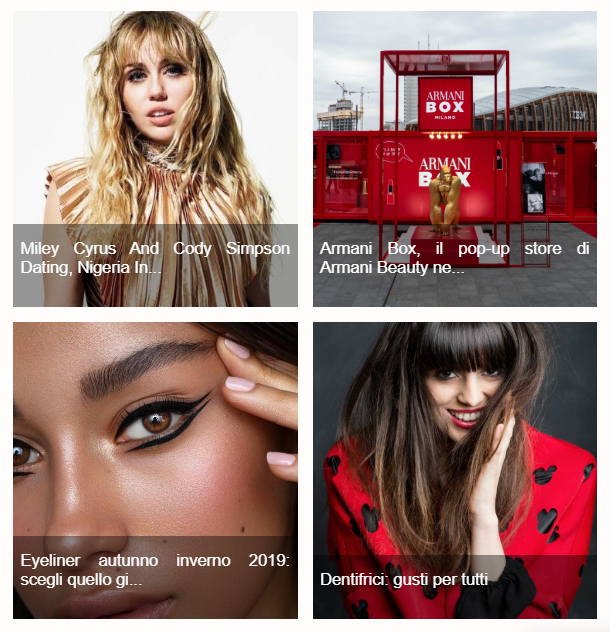 Miley Cyrus And Cody Simpson
Dating, Nigeria In...
ARMANI
BOX
MILANO
ARMANI
BOX
Armani Box, il pop-up store di
Armani Beauty ne...
Eyeliner autunno inverno 2019:
scegli quello gi...
Dentifrici: gusti per tutti